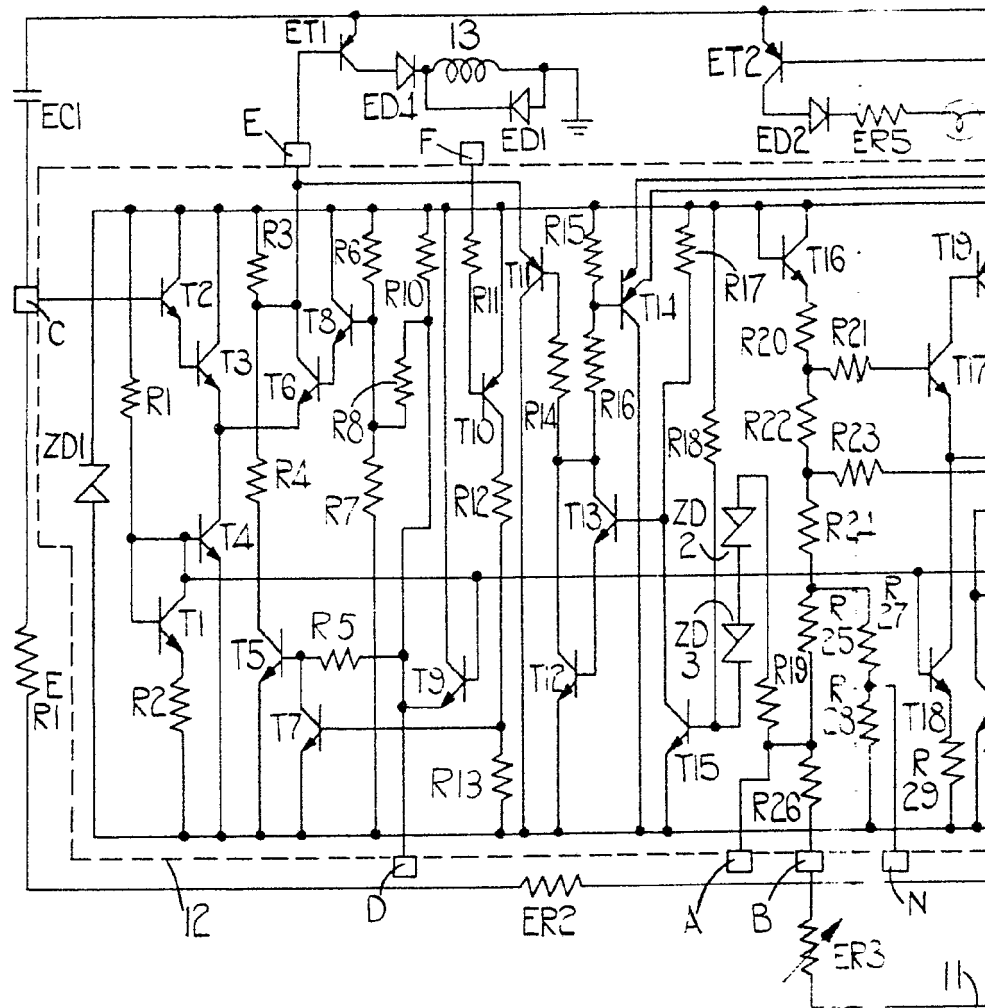 ET1
13
ET2
EC1
ED1
ED1
ED2
ER5
E
F
R3
R6
R10
R11
T11
R15
T14
R17
T16
T19
C
T2
T3
T8
T6
R20
R21
T17
R1
R8
T10
R14
R16
R18
R22
R23
ZD1
R4
R7
R12
T13
ZD
2
R24
T4
T1
R5
T5
T9
T12
ZD
3
R19
R
25
R
27
R2
T7
R
28
T18
E
R1
R13
T15
R26
R
29
12
D
ER2
A
B
N
ER3
11